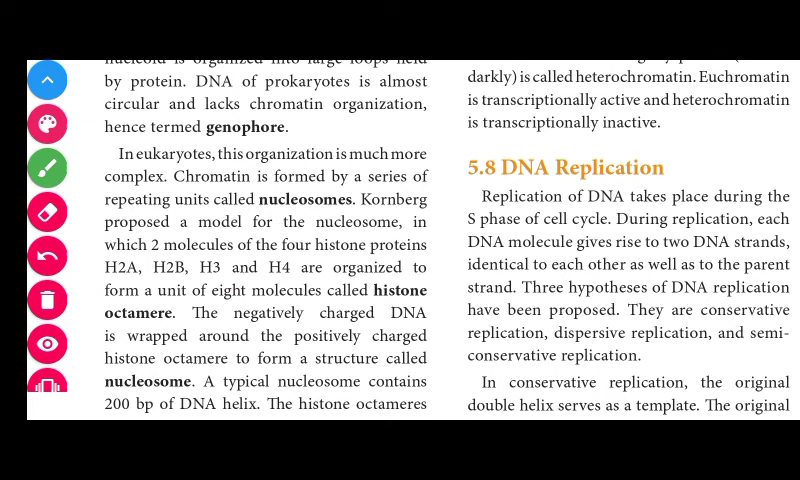 nucleoid is organized into large loops held
by protein. DNA of prokaryotes is almost
circular and lacks chromatin organization,
hence termed genophore.
In eukaryotes, this organization is much more
complex. Chromatin is formed by a series of
repeating units called nucleosomes. Kornberg
proposed a model for the nucleosome, in
which 2 molecules of the four histone proteins
H2A, H2B, H3 and H4 are organized to
form a unit of eight molecules called histone
octamere. The negatively charged DNA
is wrapped around the positively charged
histone octamere to form a structure called
nucleosome. A typical nucleosome contains
200 bp of DNA helix. The histone octameres
darkly) is called heterochromatin. Euchromatin
is transcriptionally active and heterochromatin
is transcriptionally inactive.
5.8 DNA Replication
Replication of DNA takes place during the
S phase of cell cycle. During replication, each
DNA molecule gives rise to two DNA strands,
identical to each other as well as to the parent
strand. Three hypotheses of DNA replication
have been proposed. They are conservative
replication, dispersive replication, and semi-
conservative replication.
In conservative replication, the original
double helix serves as a template. The original